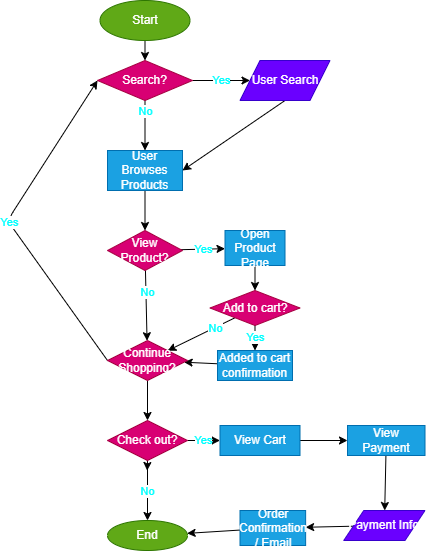 Start
Search?
Yes
User Search
No
User
Browses
Products
View
Product?
Yes
Open
Product
Page
No
Add to cart?
No
Yes
Yes
Continue
Shopping?
Added to cart
confirmation
Check out?
Yes
View Cart
View
Payment
No
End
Order
Confirmation
/ Email
Payment Info